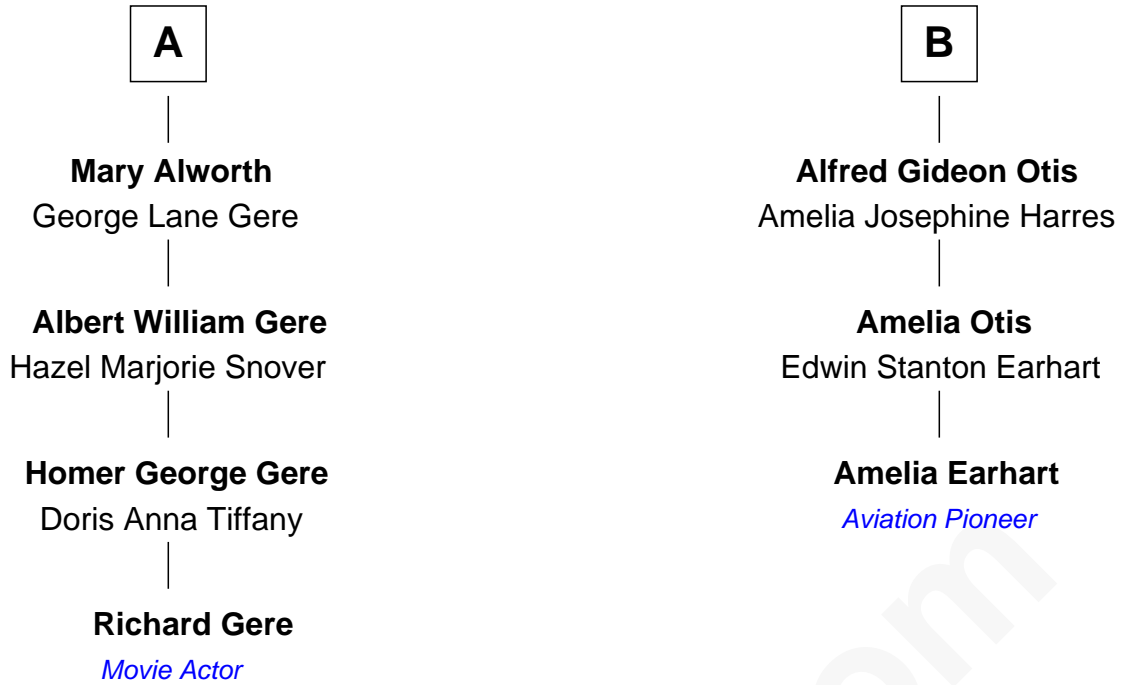 A
Mary Alworth
George Lane Gere
Albert William Gere
Hazel Marjorie Snover
Homer George Gere
Doris Anna Tiffany
Richard Gere
Movie Actor
B
Alfred Gideon Otis
Amelia Josephine Harres
Amelia Otis
Edwin Stanton Earhart
Amelia Earhart
Aviation Pioneer
om